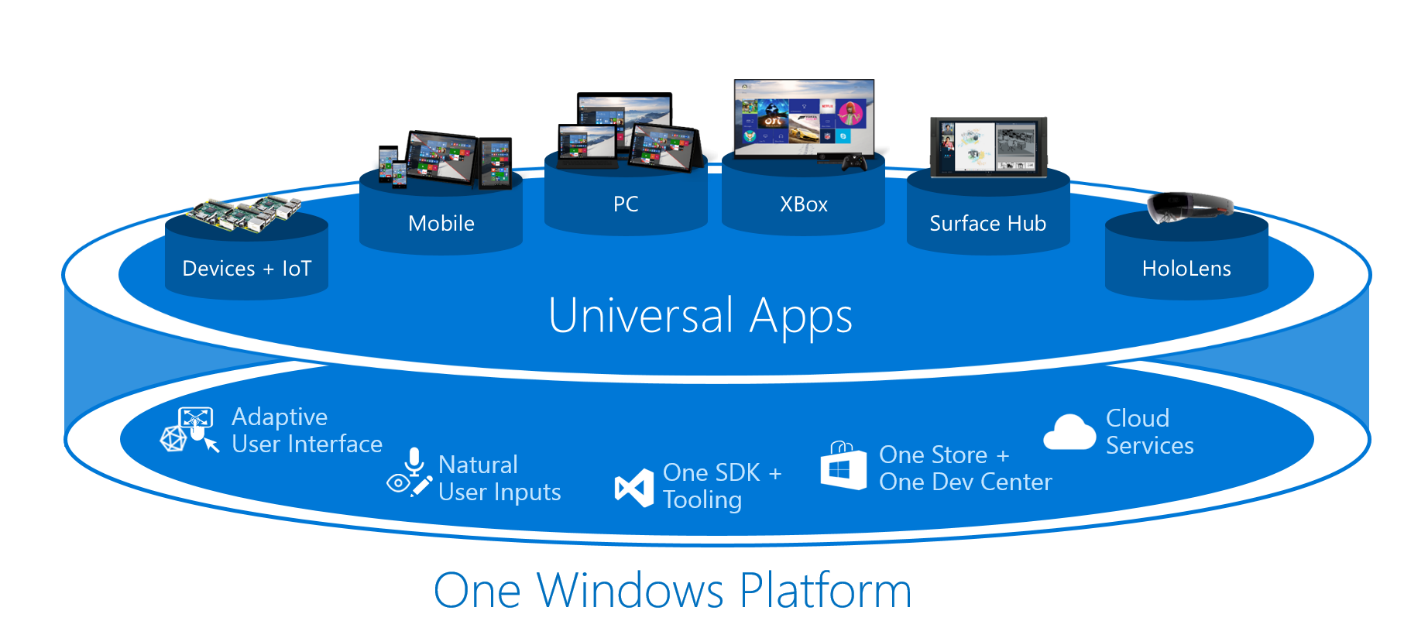 Devices + IoT
Mobile
PC
XBox
Surface Hub
HoloLens
Universal Apps
Adaptive
User Interface
Natural
User Inputs
One SDK +
Tooling
One Store +
One Dev Center
Cloud
Services
One Windows Platform